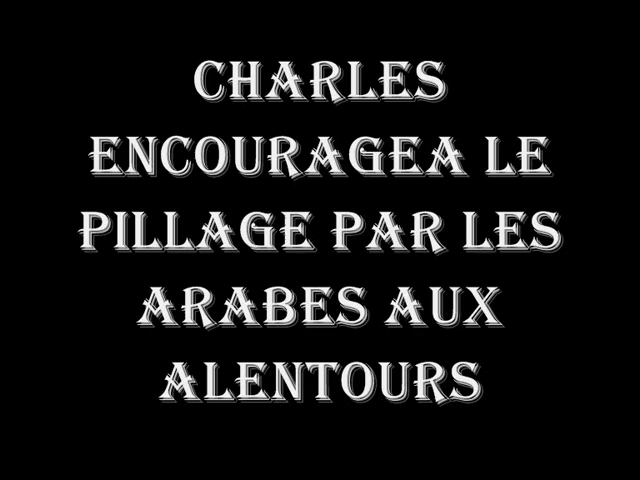 CHARLES
ENCOURAGEA LE
PILLAGE PAR LES
ARABES AUX
ALENTOURS